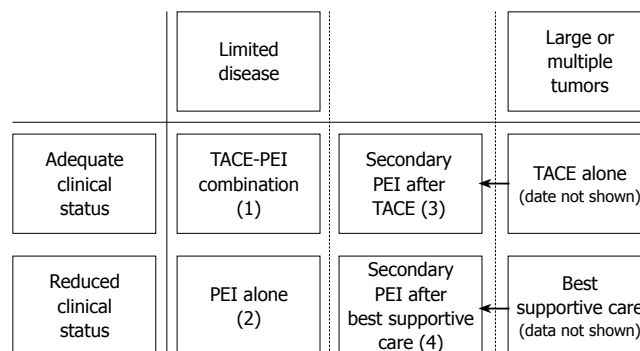 Limited
disease
Large or
multiple
tumors
Adequate
clinical
status
TACE-PEI
combination
(1)
Secondary
PEI after
TACE (3)
TACE alone
(date not shown)
Reduced
clinical
status
PEI alone
(2)
Secondary
PEI after
best supportive
care (4)
Best
supportive care
(data not shown)